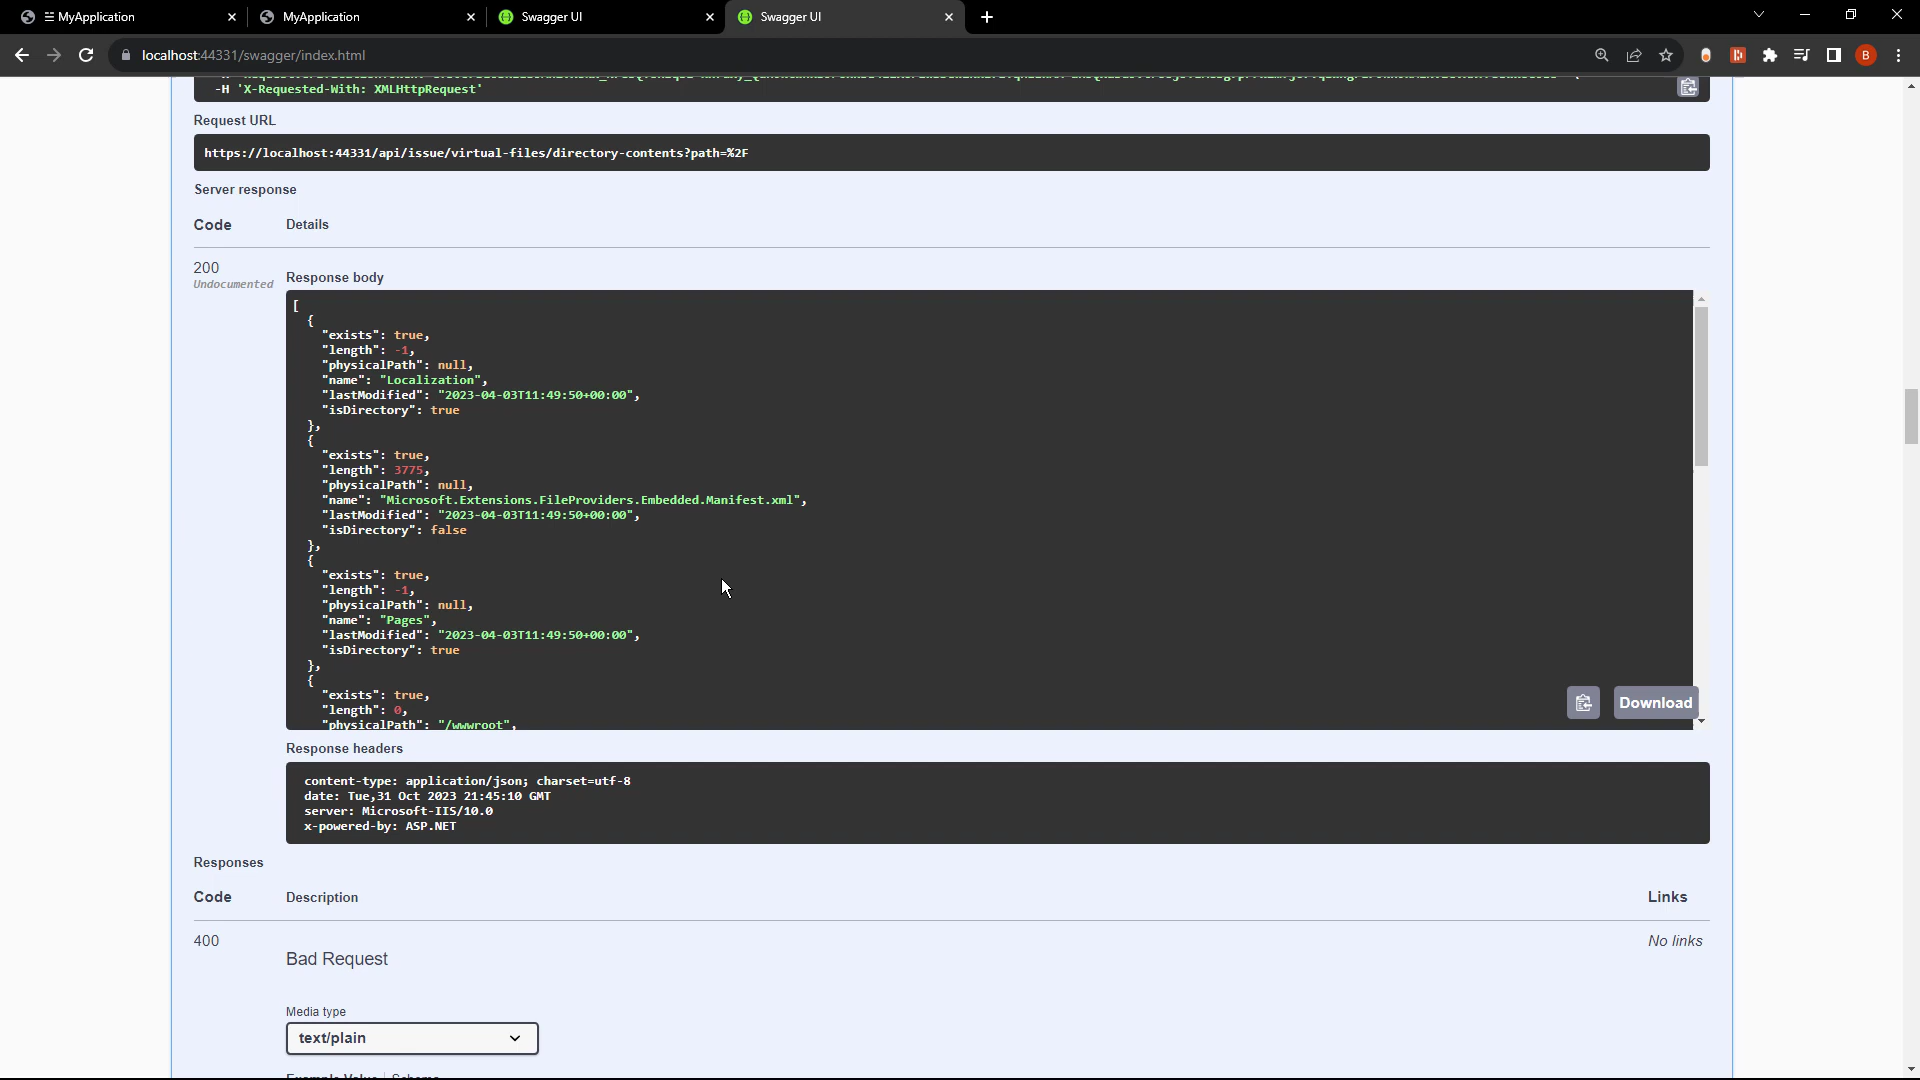 MyApplication
MyApplication
Swagger UI
Swagger UI
localhost:44331/swagger/index.html
B
-H 'X-Requested-With: XMLHttpRequest'
Request URL
https://localhost:44331/api/issue/virtual-files/directory-contents?path=%2F
Server response
Code Details
200
Undocumented
Response body
[
{
"exists": true,
"length": -1,
"physicalPath": null,
"name": "Localization",
"lastModified": "2023-04-03T11:49:50+00:00",
"isDirectory": true
},
{
"exists": true,
"length": 3775,
"physicalPath": null,
"name": "Microsoft.Extensions.FileProviders.Embedded.Manifest.xml",
"lastModified": "2023-04-03T11:49:50+00:00",
"isDirectory": false
},
{
"exists": true,
"length": -1,
"physicalPath": null,
"name": "Pages",
"lastModified": "2023-04-03T11:49:50+00:00",
"isDirectory": true
},
{
"exists": true,
"length": 0,
"physicalPath": "/wwwroot",
Download
Response headers
content-type: application/json; charset=utf-8
date: Tue,31 Oct 2023 21:45:10 GMT
server: Microsoft-IIS/10.0
x-powered-by: ASP.NET
Responses
Code Description Links
400
Bad Request
No links
Media type
text/plain
Example Value Schema